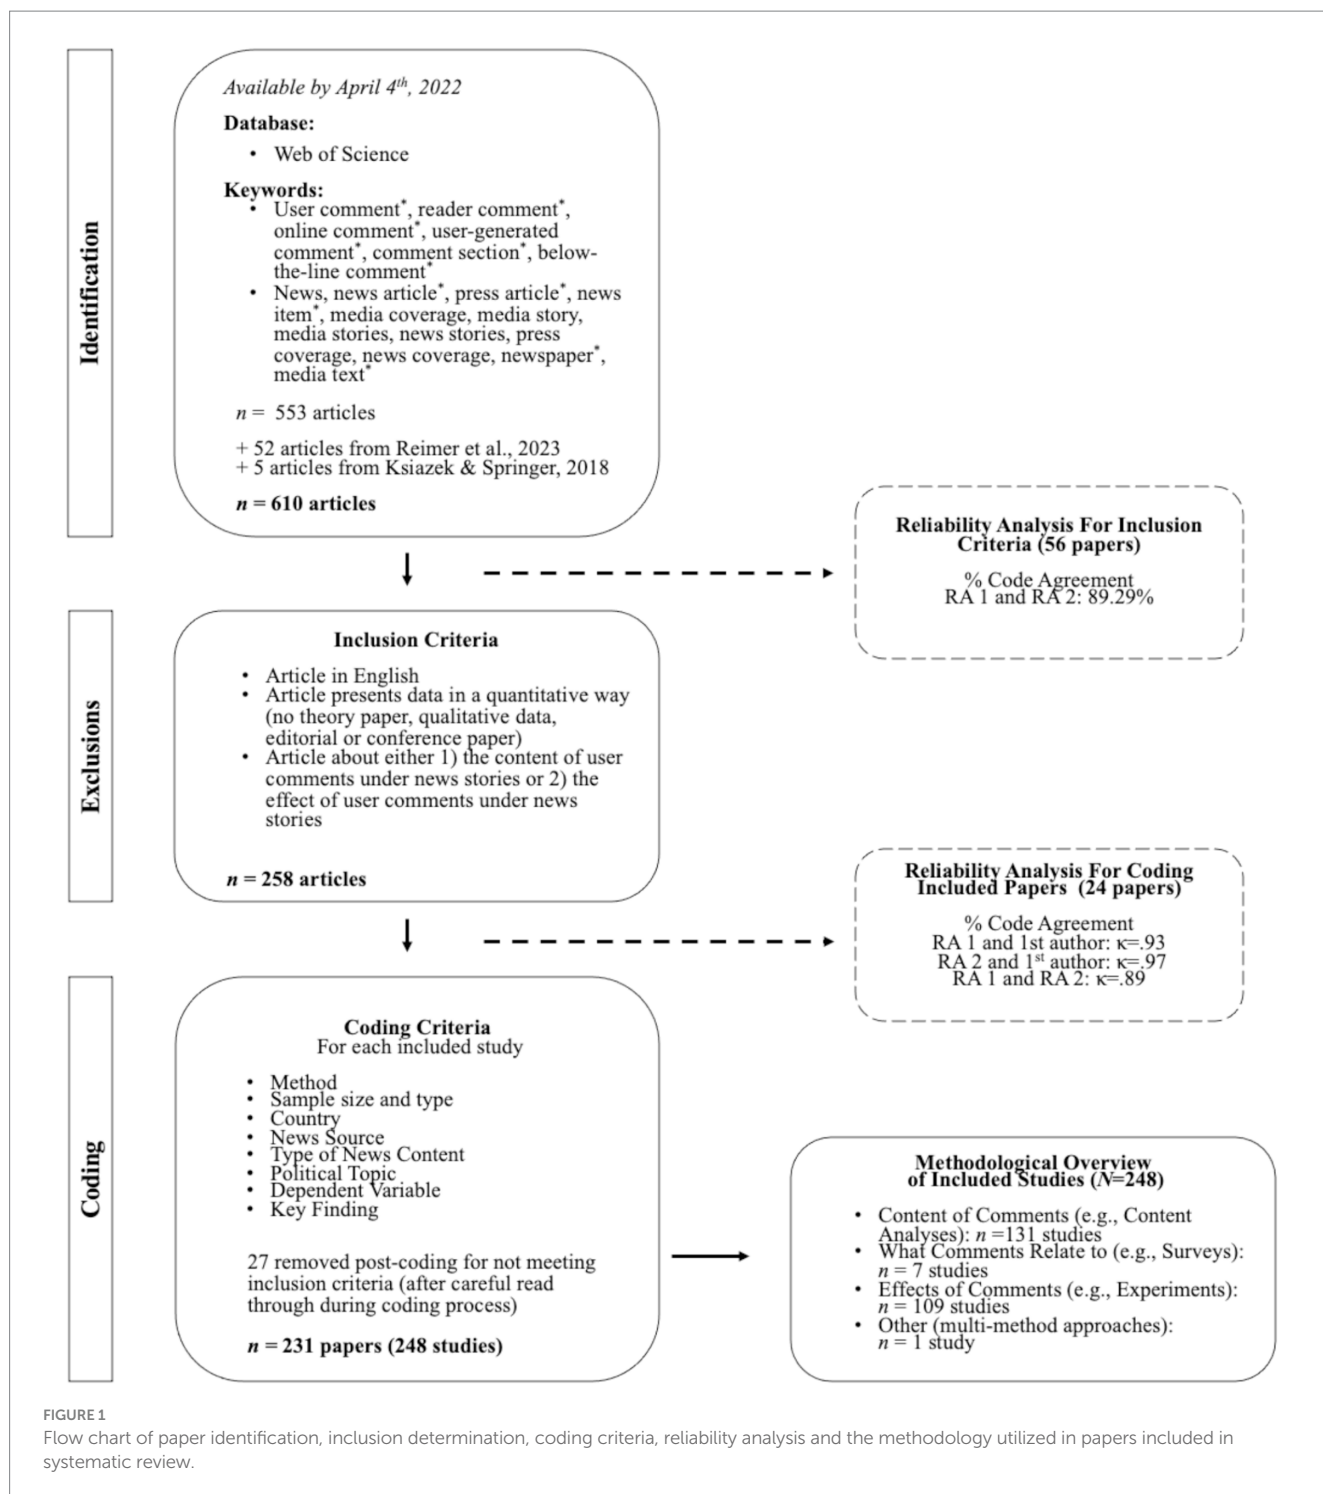 Identification
Available by April 4th, 2022
Database:
• Web of Science
Keywords:
• User comment*, reader comment*,
online comment*, user-generated
comment*, comment section*, below-
the-line comment*
• News, news article*, press article*, news
item*, media coverage, media story,
media stories, news stories, press
coverage, news coverage, newspaper*,
media text*
n = 553 articles
+ 52 articles from Reimer et al., 2023
+ 5 articles from Ksiazek & Springer, 2018
n = 610 articles
Reliability Analysis For Inclusion
Criteria (56 papers)
% Code Agreement
RA 1 and RA 2: 89.29%
Exclusions
Inclusion Criteria
• Article in English
• Article presents data in a quantitative way
(no theory paper, qualitative data,
editorial or conference paper)
• Article about either 1) the content of user
comments under news stories or 2) the
effect of user comments under news
stories
n = 258 articles
Reliability Analysis For Coding
Included Papers (24 papers)
% Code Agreement
RA 1 and 1st author: κ=.93
RA 2 and 1st author: κ=.97
RA 1 and RA 2: κ=.89
Coding
Coding Criteria
For each included study
• Method
• Sample size and type
• Country
• News Source
• Type of News Content
• Political Topic
• Dependent Variable
• Key Finding
27 removed post-coding for not meeting
inclusion criteria (after careful read
through during coding process)
n = 231 papers (248 studies)
Methodological Overview
of Included Studies (N=248)
• Content of Comments (e.g., Content
Analyses): n =131 studies
• What Comments Relate to (e.g., Surveys):
n = 7 studies
• Effects of Comments (e.g., Experiments):
n = 109 studies
• Other (multi-method approaches):
n = 1 study
FIGURE 1
Flow chart of paper identification, inclusion determination, coding criteria, reliability analysis and the methodology utilized in papers included in
systematic review.